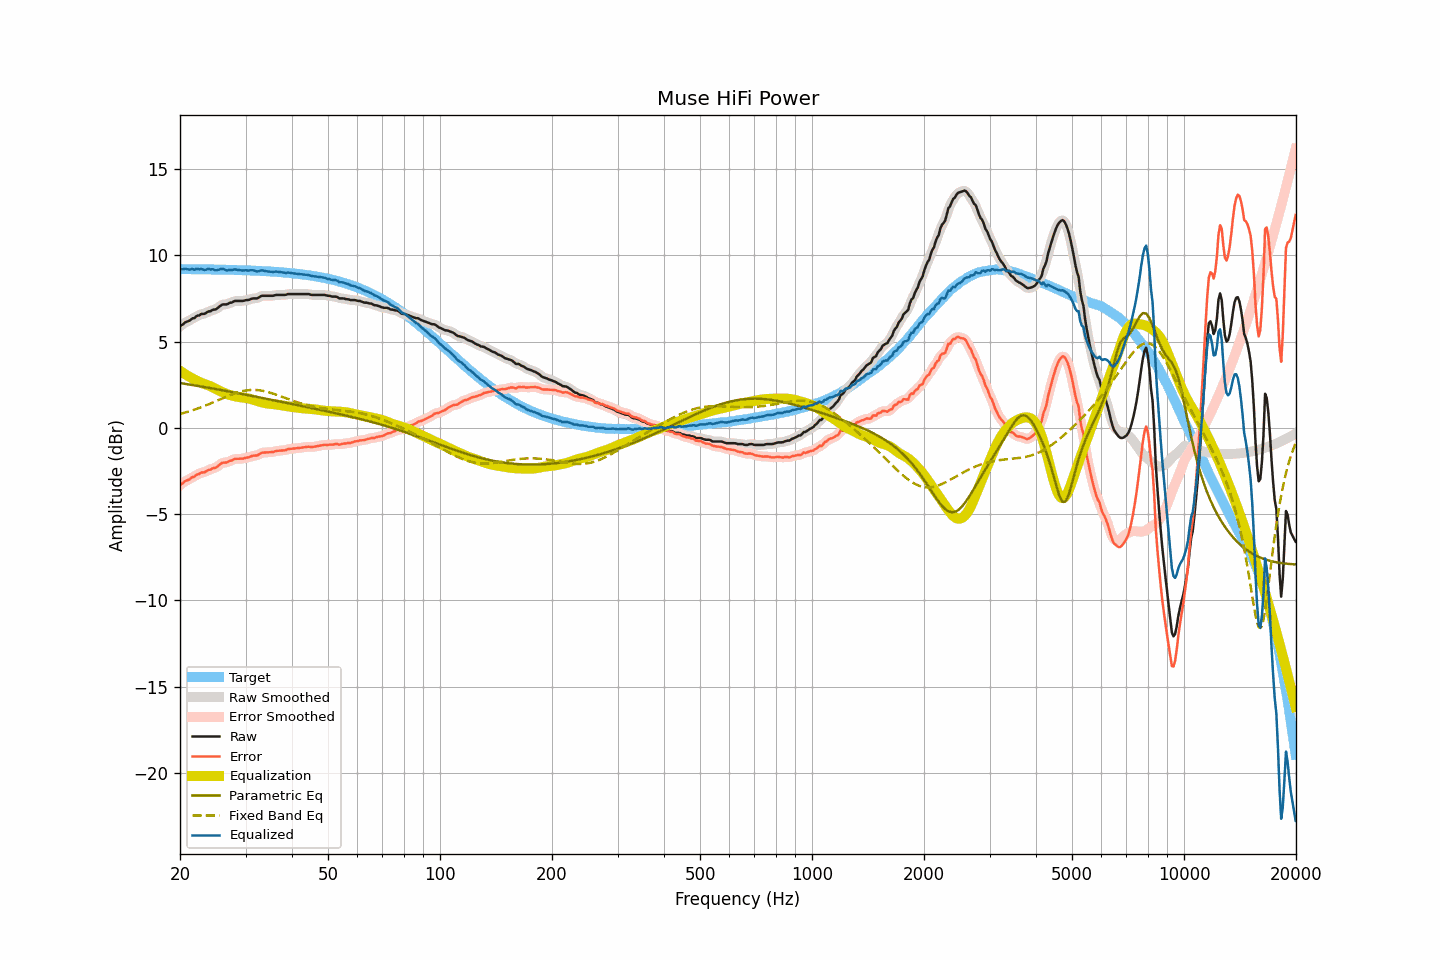 Muse HiFi Power
Amplitude (dBr)
15
10
5
0
−5
−10
−15
−20
Target
Raw Smoothed
Error Smoothed
Raw
Error
Equalization
Parametric Eq
Fixed Band Eq
Equalized
20 50 100 200 500 1000 2000 5000 10000 20000
Frequency (Hz)